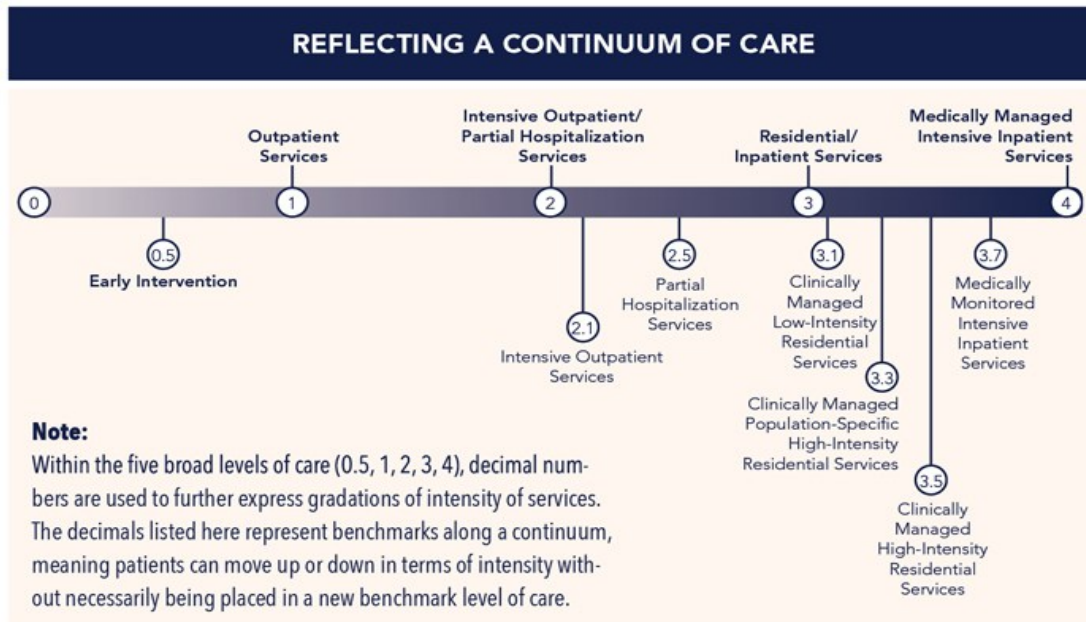 REFLECTING A CONTINUUM OF CARE
Outpatient
Services
Intensive Outpatient/
Partial Hospitalization
Services
Residential/
Inpatient Services
Medically Managed
Intensive Inpatient
Services
0
1
2
3
4
0.5
Early Intervention
2.1
Intensive Outpatient
Services
2.5
Partial
Hospitalization
Services
3.1
Clinically
Managed
Low-Intensity
Residential
Services
3.3
Clinically Managed
Population-Specific
High-Intensity
Residential Services
3.5
Clinically
Managed
High-Intensity
Residential
Services
3.7
Medically
Monitored
Intensive
Inpatient
Services
Note:
Within the five broad levels of care (0.5, 1, 2, 3, 4), decimal num-
bers are used to further express gradations of intensity of services.
The decimals listed here represent benchmarks along a continuum,
meaning patients can move up or down in terms of intensity with-
out necessarily being placed in a new benchmark level of care.